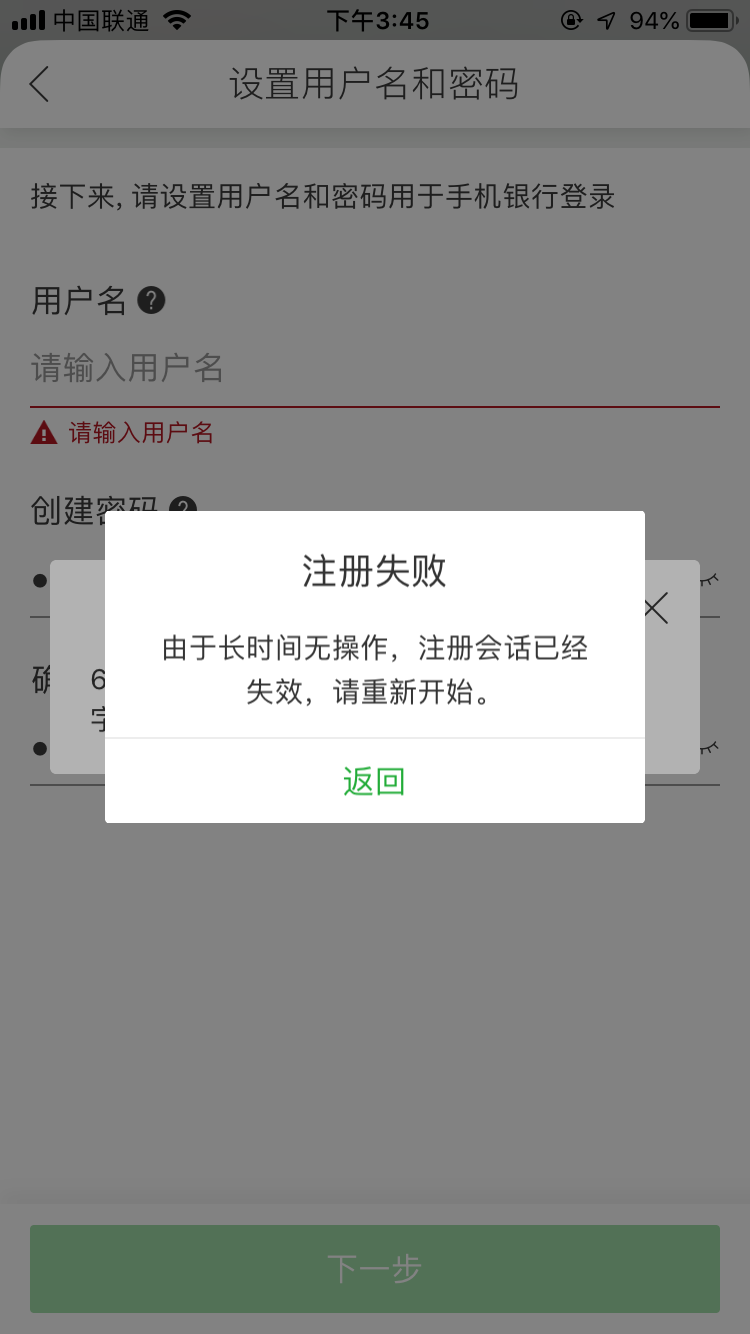 中国联通 下午3:45 94%
设置用户名和密码
接下来, 请设置用户名和密码用于手机银行登录
用户名 ?
请输入用户名
请输入用户名
创建密码 ?
注册失败
由于长时间无操作，注册会话已经
失效，请重新开始。
确
6
字
返回
下一步